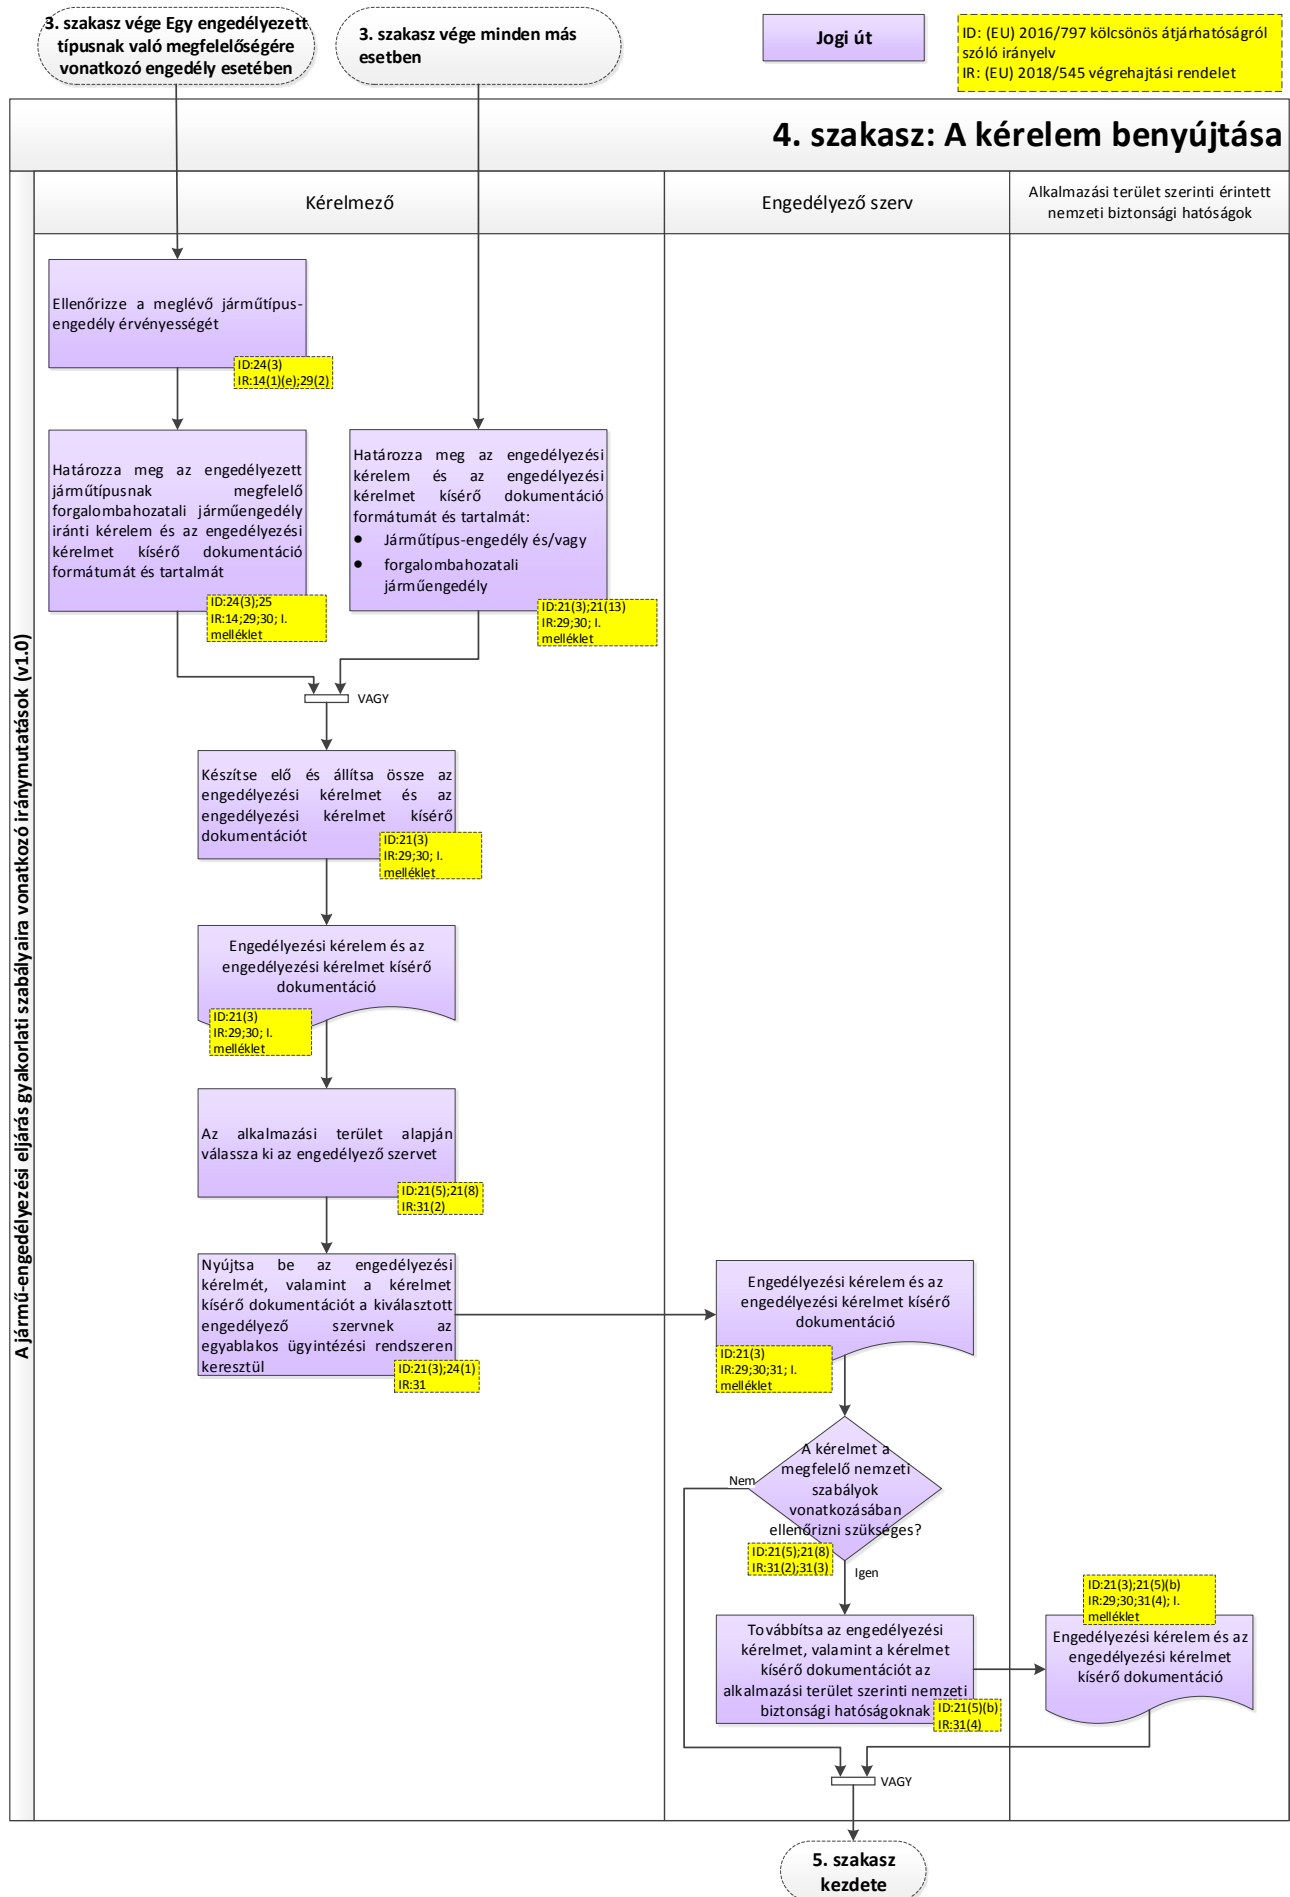 3. szakasz vége Egy engedélyezett
típusnak való megfelelőségére
vonatkozó engedély esetében
3. szakasz vége minden más
esetben
Jogi út
ID: (EU) 2016/797 kölcsönös átjárhatóságról
szóló irányelv
IR: (EU) 2018/545 végrehajtási rendelet
4. szakasz: A kérelem benyújtása
A jármű-engedélyezési eljárás gyakorlati szabályaira vonatkozó iránymutatások (v1.0)
Kérelmező
Engedélyező szerv
Alkalmazási terület szerinti érintett
nemzeti biztonsági hatóságok
Ellenőrizze a meglévő járműtípus-
engedély érvényességét
ID:24(3)
IR:14(1)(e);29(2)
Határozza meg az engedélyezett
járműtípusnak megfelelő
forgalombahozatali járműengedély
iránti kérelem és az engedélyezési
kérelmet kísérő dokumentáció
formátumát és tartalmát
ID:24(3);25
IR:14;29;30; I.
melléklet
Határozza meg az engedélyezési
kérelem és az engedélyezési
kérelmet kísérő dokumentáció
formátumát és tartalmát:
● Járműtípus-engedély és/vagy
● forgalombahozatali
járműengedély
ID:21(3);21(13)
IR:29;30; I.
melléklet
VAGY
Készítse elő és állítsa össze az
engedélyezési kérelmet és az
engedélyezési kérelmet kísérő
dokumentációt
ID:21(3)
IR:29;30; I.
melléklet
Engedélyezési kérelem és az
engedélyezési kérelmet kísérő
dokumentáció
ID:21(3)
IR:29;30; I.
melléklet
Az alkalmazási terület alapján
válassza ki az engedélyező szervet
ID:21(5);21(8)
IR:31(2)
Nyújtsa be az engedélyezési
kérelmét, valamint a kérelmet
kísérő dokumentációt a kiválasztott
engedélyező szervnek az
egyablakos ügyintézési rendszeren
keresztül
ID:21(3);24(1)
IR:31
Engedélyezési kérelem és az
engedélyezési kérelmet kísérő
dokumentáció
ID:21(3)
IR:29;30;31; I.
melléklet
A kérelmet a
megfelelő nemzeti
szabályok
vonatkozásában
ellenőrizni szükséges?
Nem
ID:21(5);21(8)
IR:31(2);31(3)
Igen
Továbbítsa az engedélyezési
kérelmet, valamint a kérelmet
kísérő dokumentációt az
alkalmazási terület szerinti nemzeti
biztonsági hatóságoknak
ID:21(5)(b)
IR:31(4)
ID:21(3);21(5)(b)
IR:29;30;31(4); I.
melléklet
Engedélyezési kérelem és az
engedélyezési kérelmet
kísérő dokumentáció
VAGY
5. szakasz
kezdete